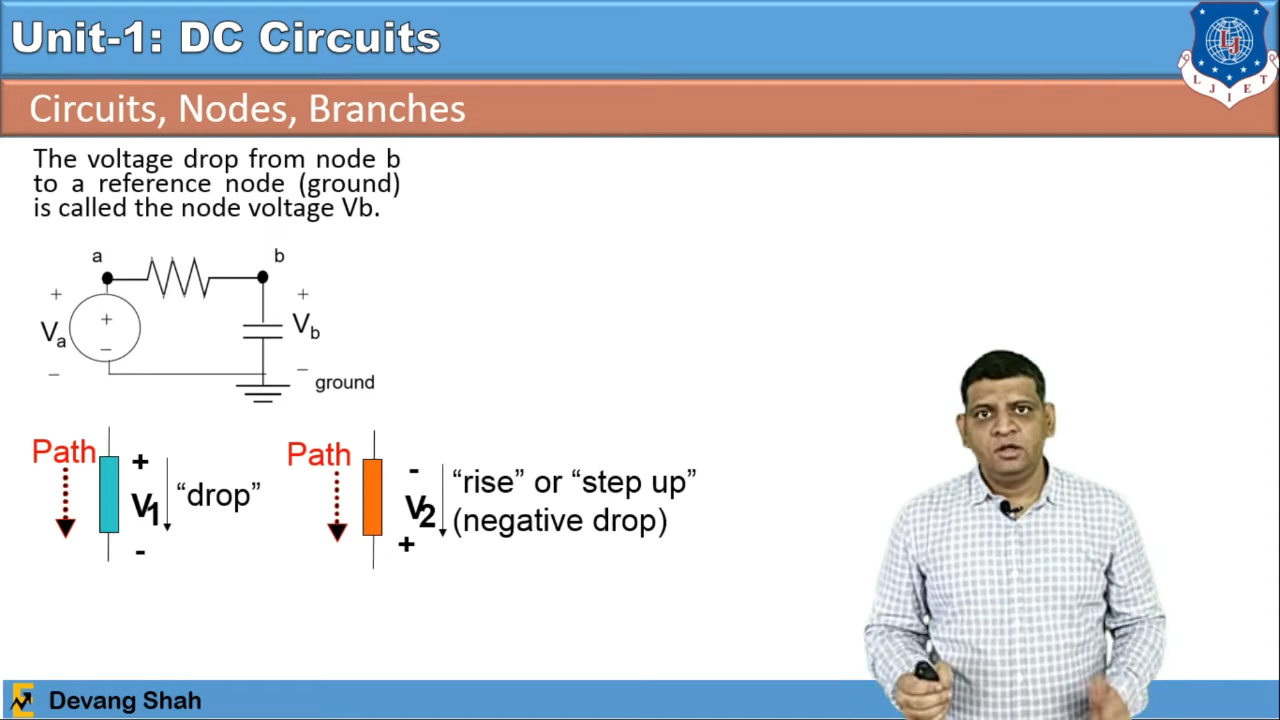 Unit-1: DC Circuits
L J I E T
Circuits, Nodes, Branches
The voltage drop from node b
to a reference node (ground)
is called the node voltage Vb.
a
b
+
+
+
Va
Vb
−
−
−
ground
Path
+
V1
“drop”
-
Path
-
V2
“rise” or “step up”
(negative drop)
+
Devang Shah